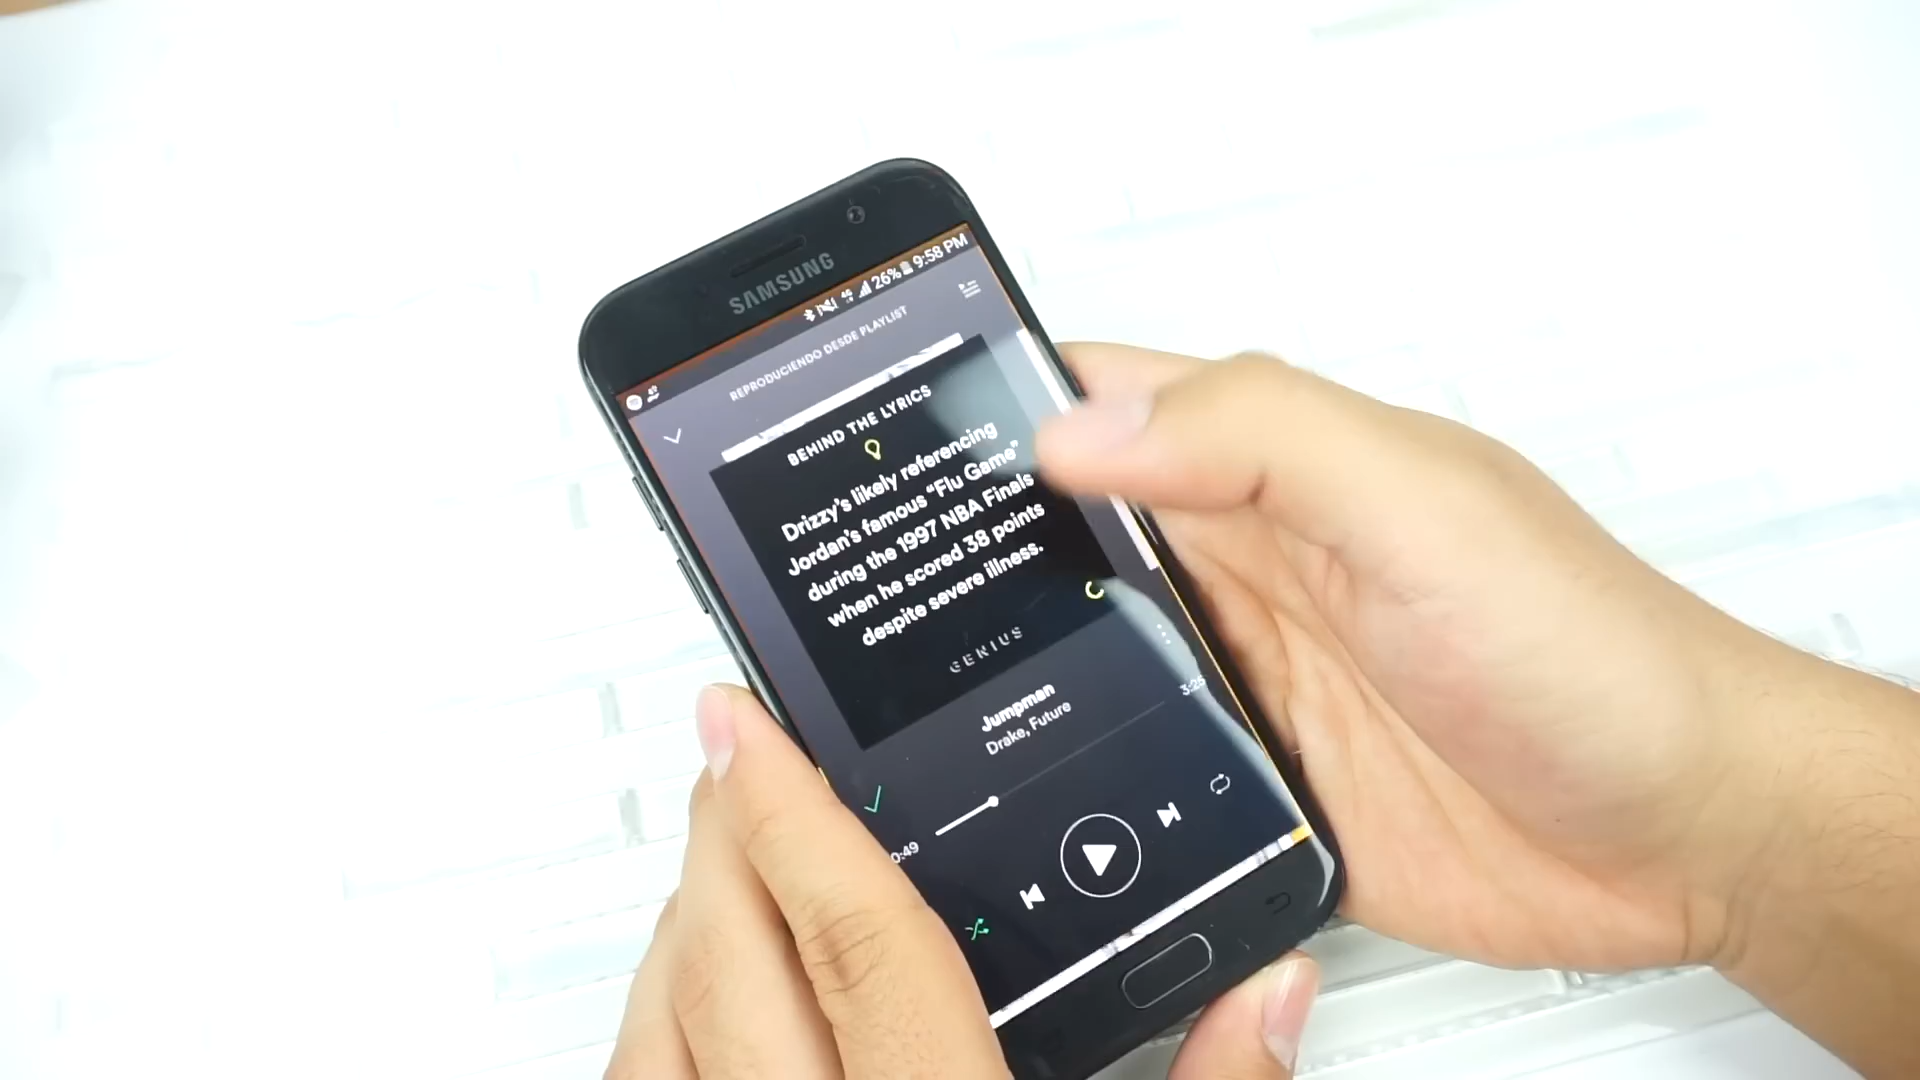 SAMSUNG
26% 9:58 PM
REPRODUCIENDO DESDE PLAYLIST
BEHIND THE LYRICS
Drizzy's likely referencing
Jordan's famous “Flu Game”
during the 1997 NBA Finals
when he scored 38 points
despite severe illness.
GENIUS
Jumpman
Drake, Future
0:49
3:25